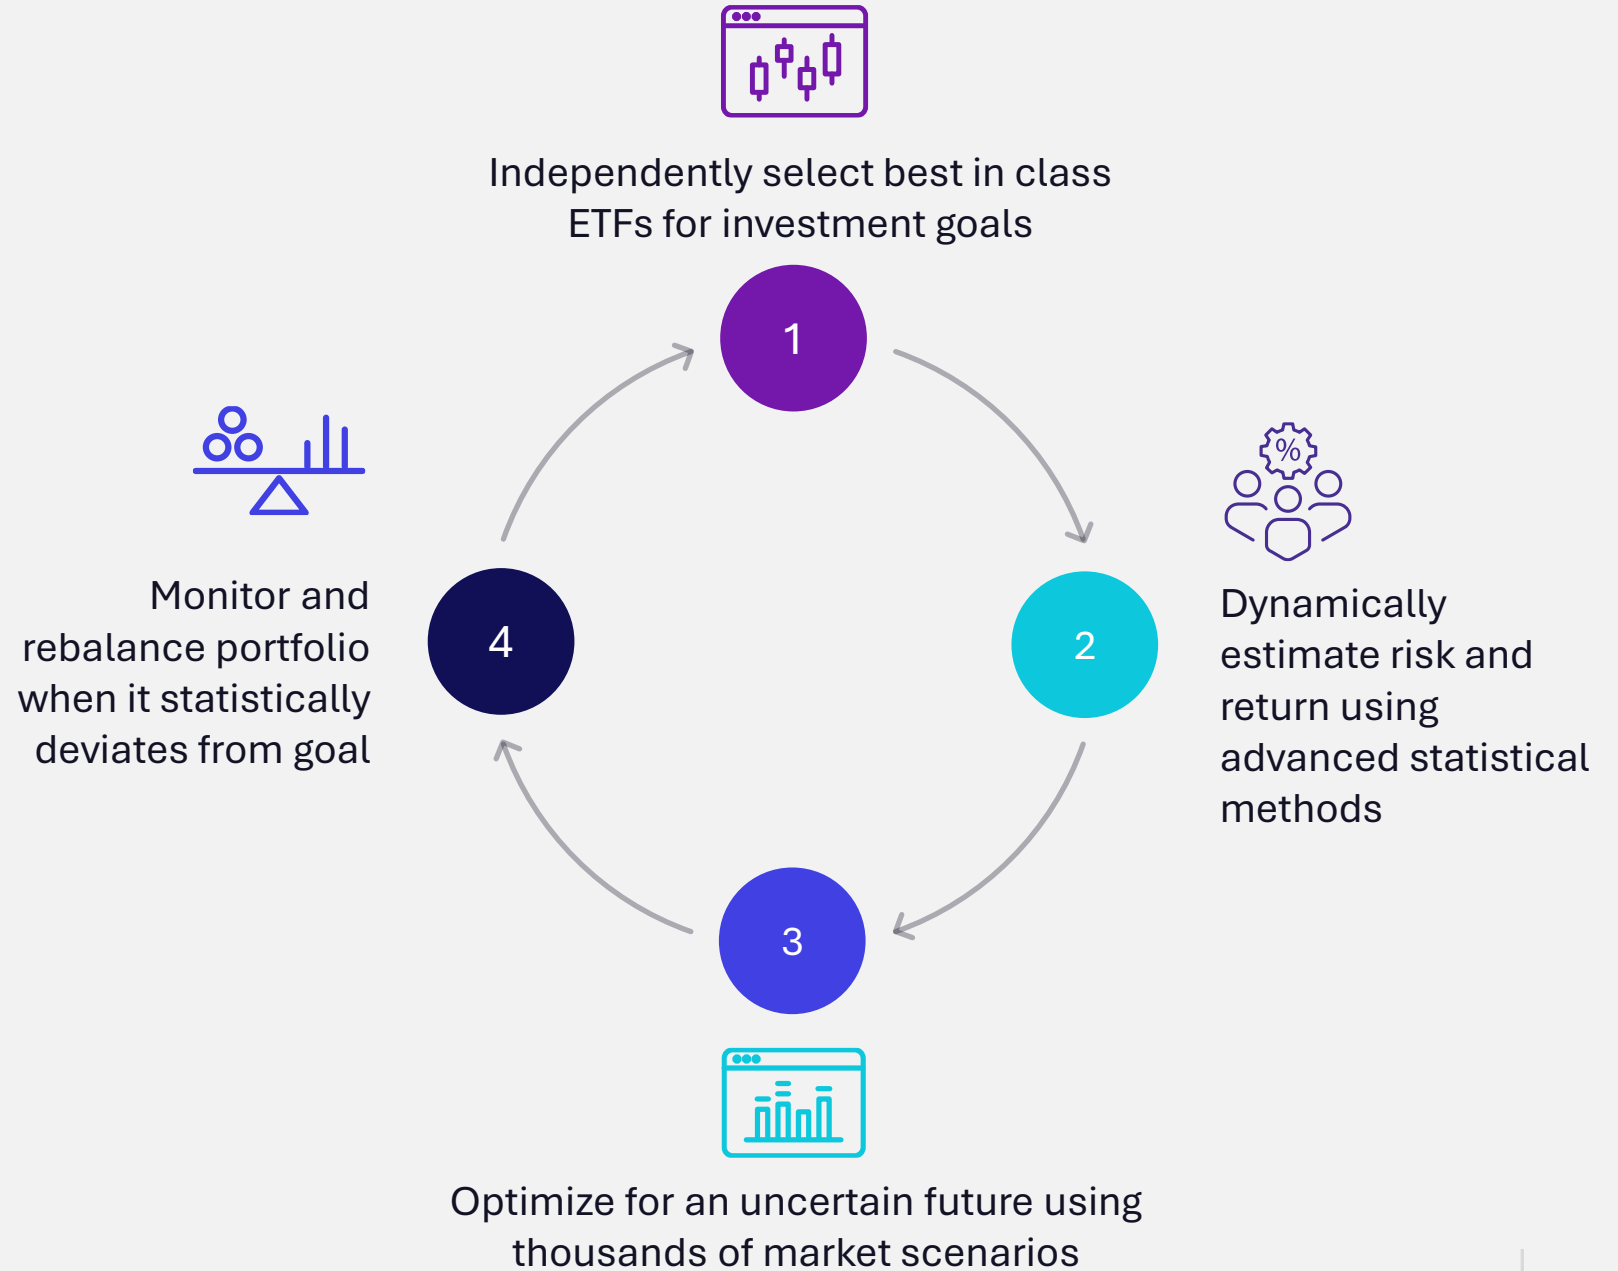 Independently select best in class
ETFs for investment goals
1
%
2
Dynamically
estimate risk and
return using
advanced statistical
methods
3
Optimize for an uncertain future using
thousands of market scenarios
4
Monitor and
rebalance portfolio
when it statistically
deviates from goal